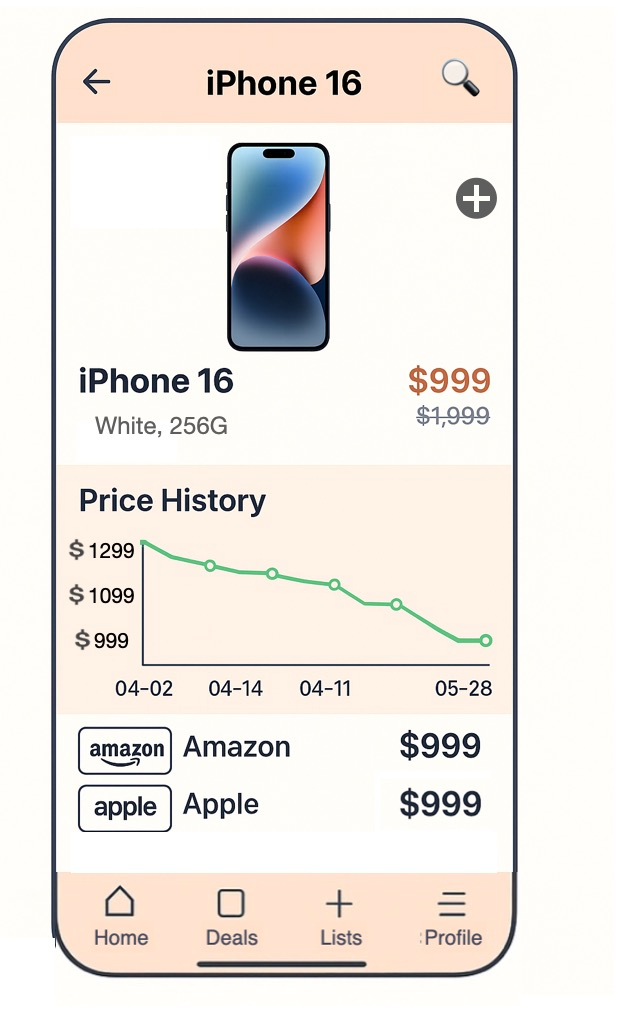 iPhone 16
iPhone 16 $999
White, 256G $1,999
Price History
$ 1299
$ 1099
$ 999
04-02 04-14 04-11 05-28
amazon Amazon $999
apple Apple $999
Home Deals Lists Profile